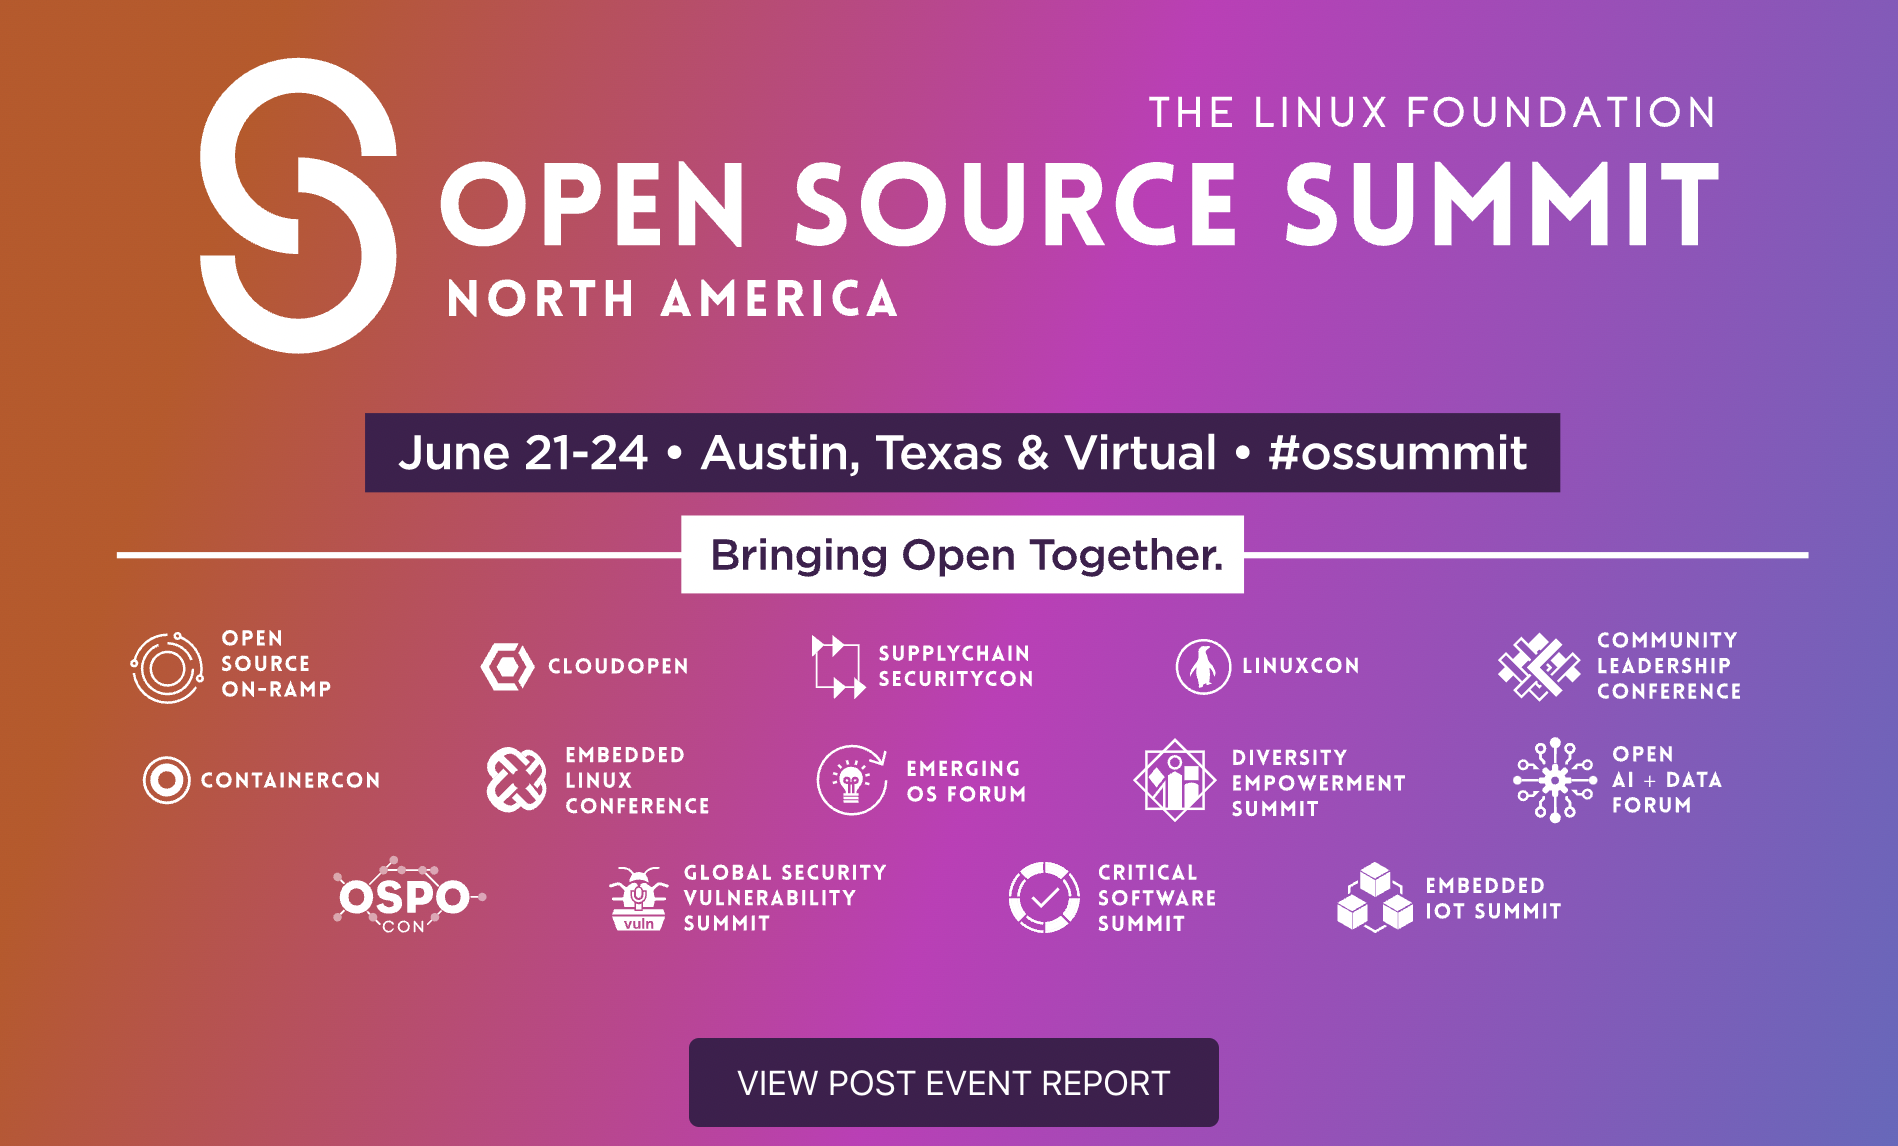 THE LINUX FOUNDATION
OPEN SOURCE SUMMIT
NORTH AMERICA
June 21-24 • Austin, Texas & Virtual • #ossummit
Bringing Open Together.
OPEN
SOURCE
ON-RAMP
CLOUDOPEN
SUPPLYCHAIN
SECURITYCON
LINUXCON
COMMUNITY
LEADERSHIP
CONFERENCE
CONTAINERCON
EMBEDDED
LINUX
CONFERENCE
EMERGING
OS FORUM
DIVERSITY
EMPOWERMENT
SUMMIT
OPEN
AI + DATA
FORUM
OSPO
CON
vuln
GLOBAL SECURITY
VULNERABILITY
SUMMIT
CRITICAL
SOFTWARE
SUMMIT
EMBEDDED
IOT SUMMIT
VIEW POST EVENT REPORT